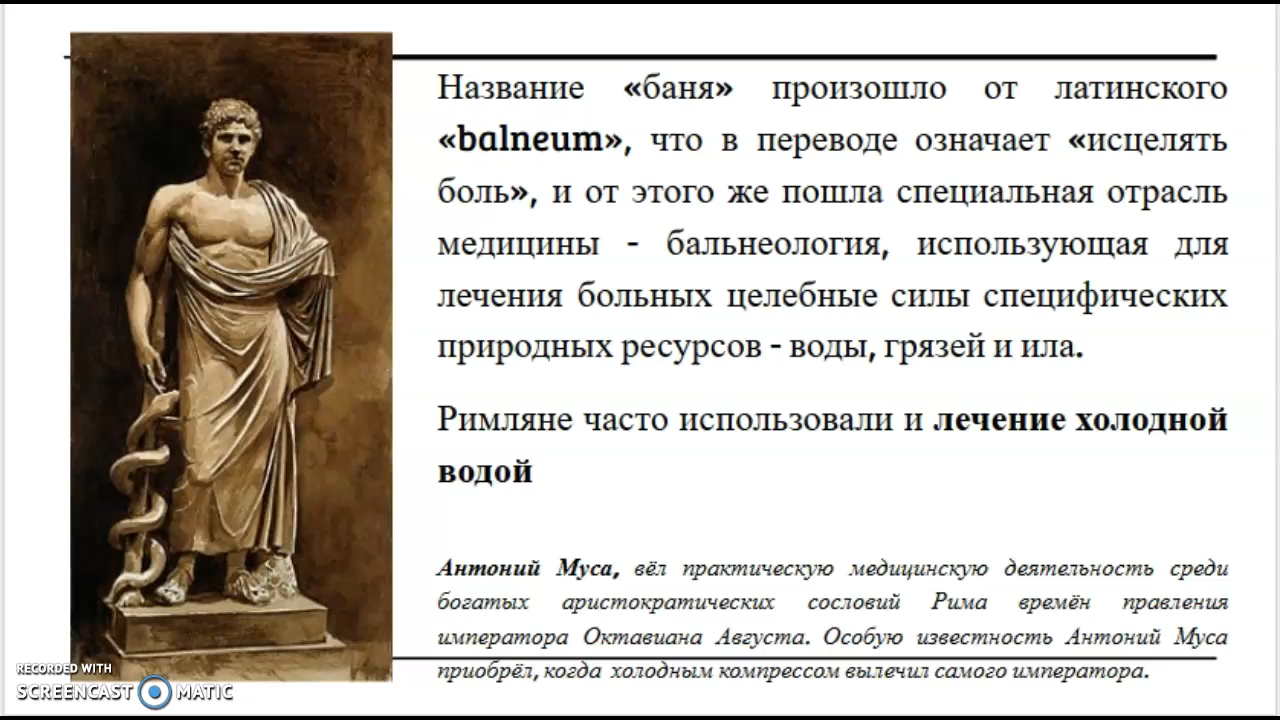 Название «баня» произошло от латинского
«balneum», что в переводе означает «исцелять
боль», и от этого же пошла специальная отрасль
медицины - бальнеология, использующая для
лечения больных целебные силы специфических
природных ресурсов - воды, грязей и ила.
Римляне часто использовали и лечение холодной
водой
Антоний Муса, вёл практическую медицинскую деятельность среди
богатых аристократических сословий Рима времён правления
императора Октавиана Августа. Особую известность Антоний Муса
приобрёл, когда холодным компрессом вылечил самого императора.
RECORDED WITH
SCREENCAST MATIC